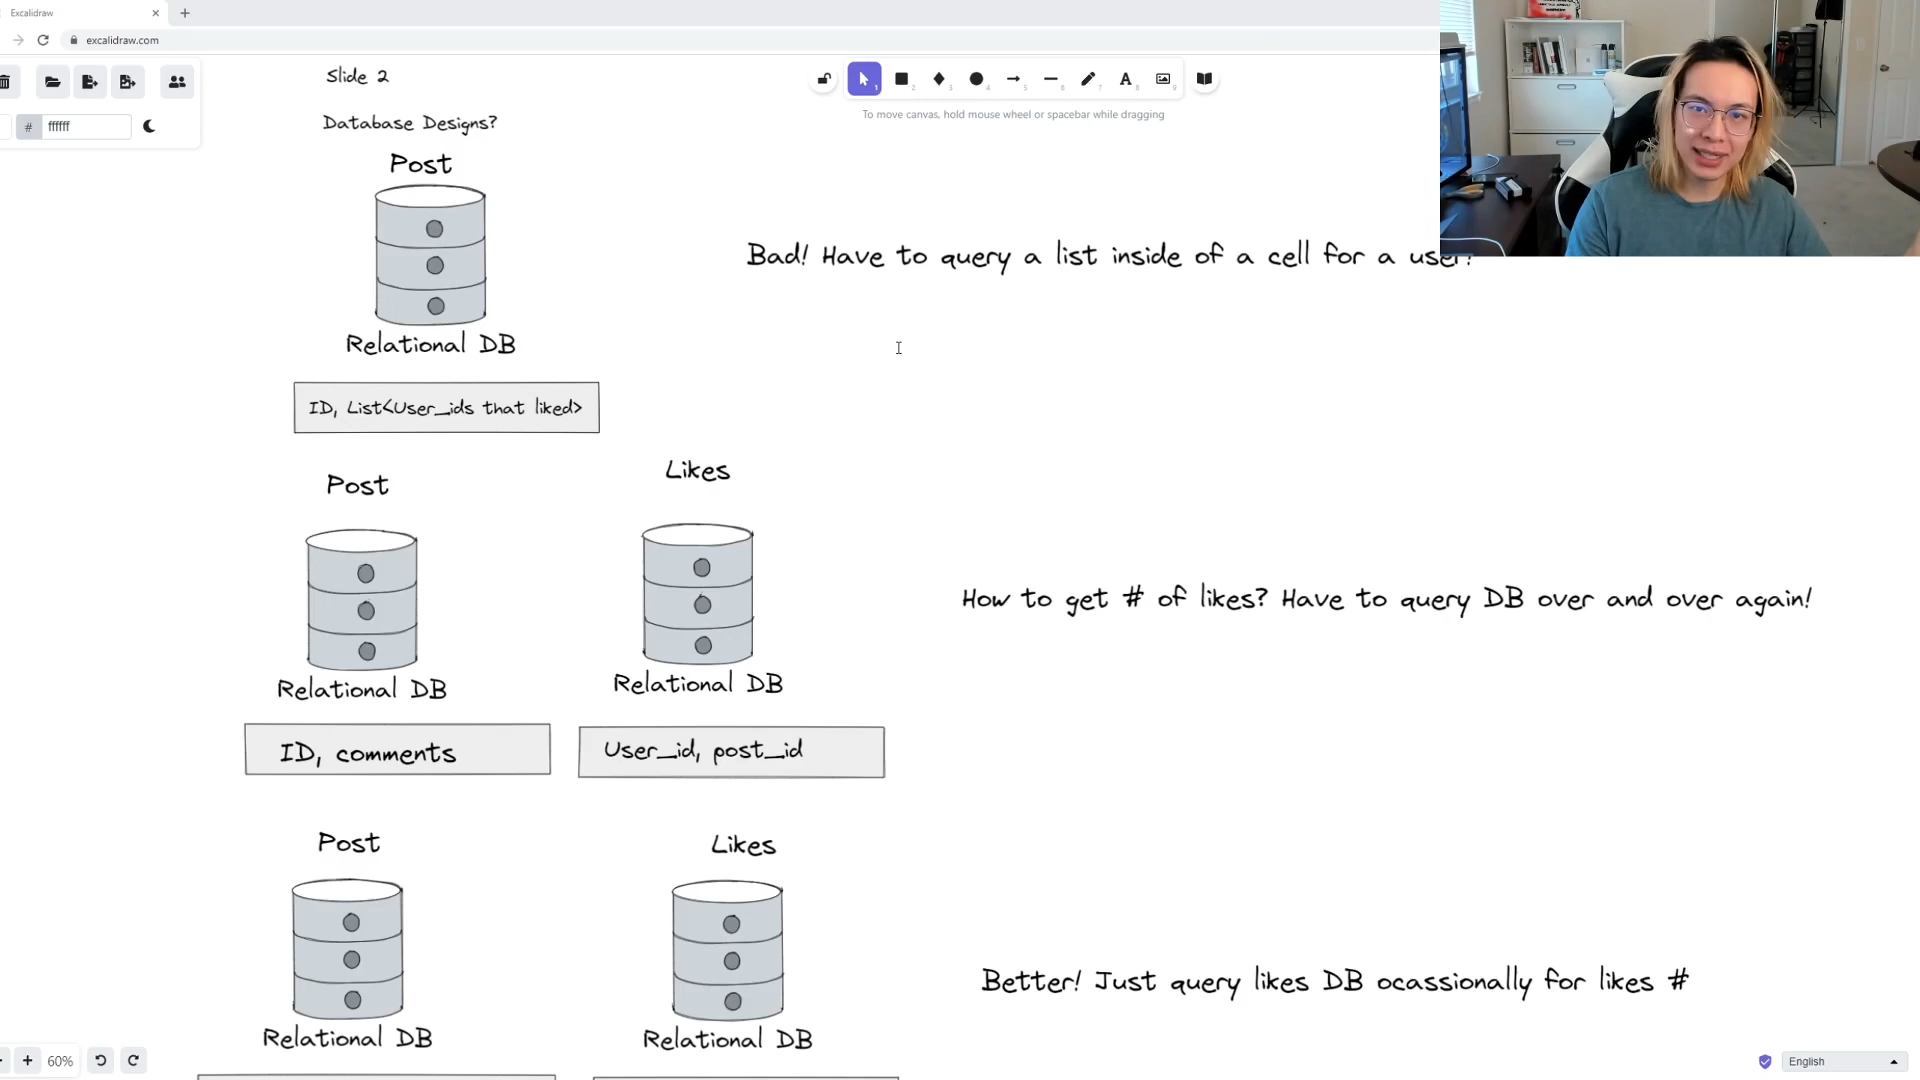 Excalidraw
excalidraw.com
Slide 2
To move canvas, hold mouse wheel or spacebar while dragging
# ffffff
Database Designs?
Post
Bad! Have to query a list inside of a cell for a user!
Relational DB
ID, List<User_ids that liked>
Post
Likes
How to get # of likes? Have to query DB over and over again!
Relational DB
Relational DB
ID, comments
User_id, post_id
Post
Likes
Better! Just query likes DB ocassionally for likes #
Relational DB
Relational DB
60%
English